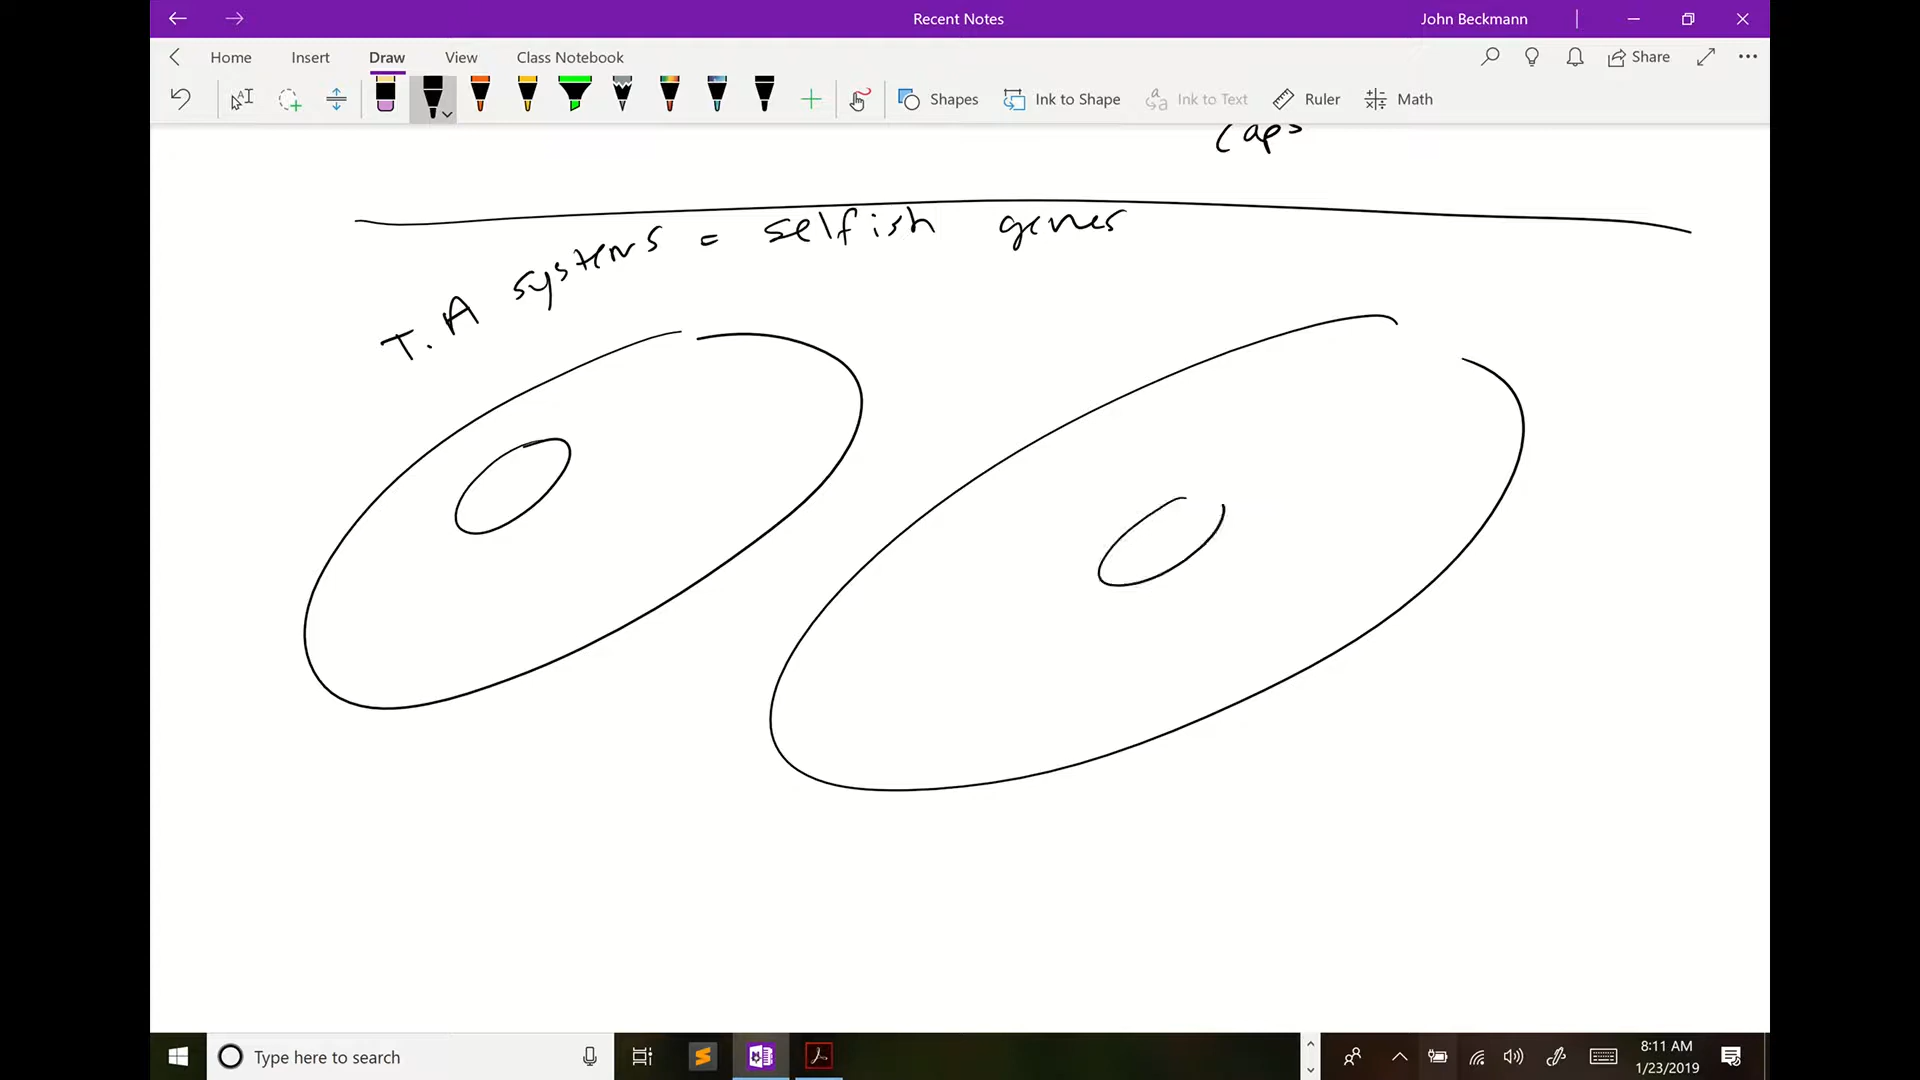 Recent Notes
John Beckmann
Home Insert Draw View Class Notebook
Share
Shapes Ink to Shape Ink to Text Ruler Math
caps
T.A systems = selfish genes
Type here to search
8:11 AM
1/23/2019